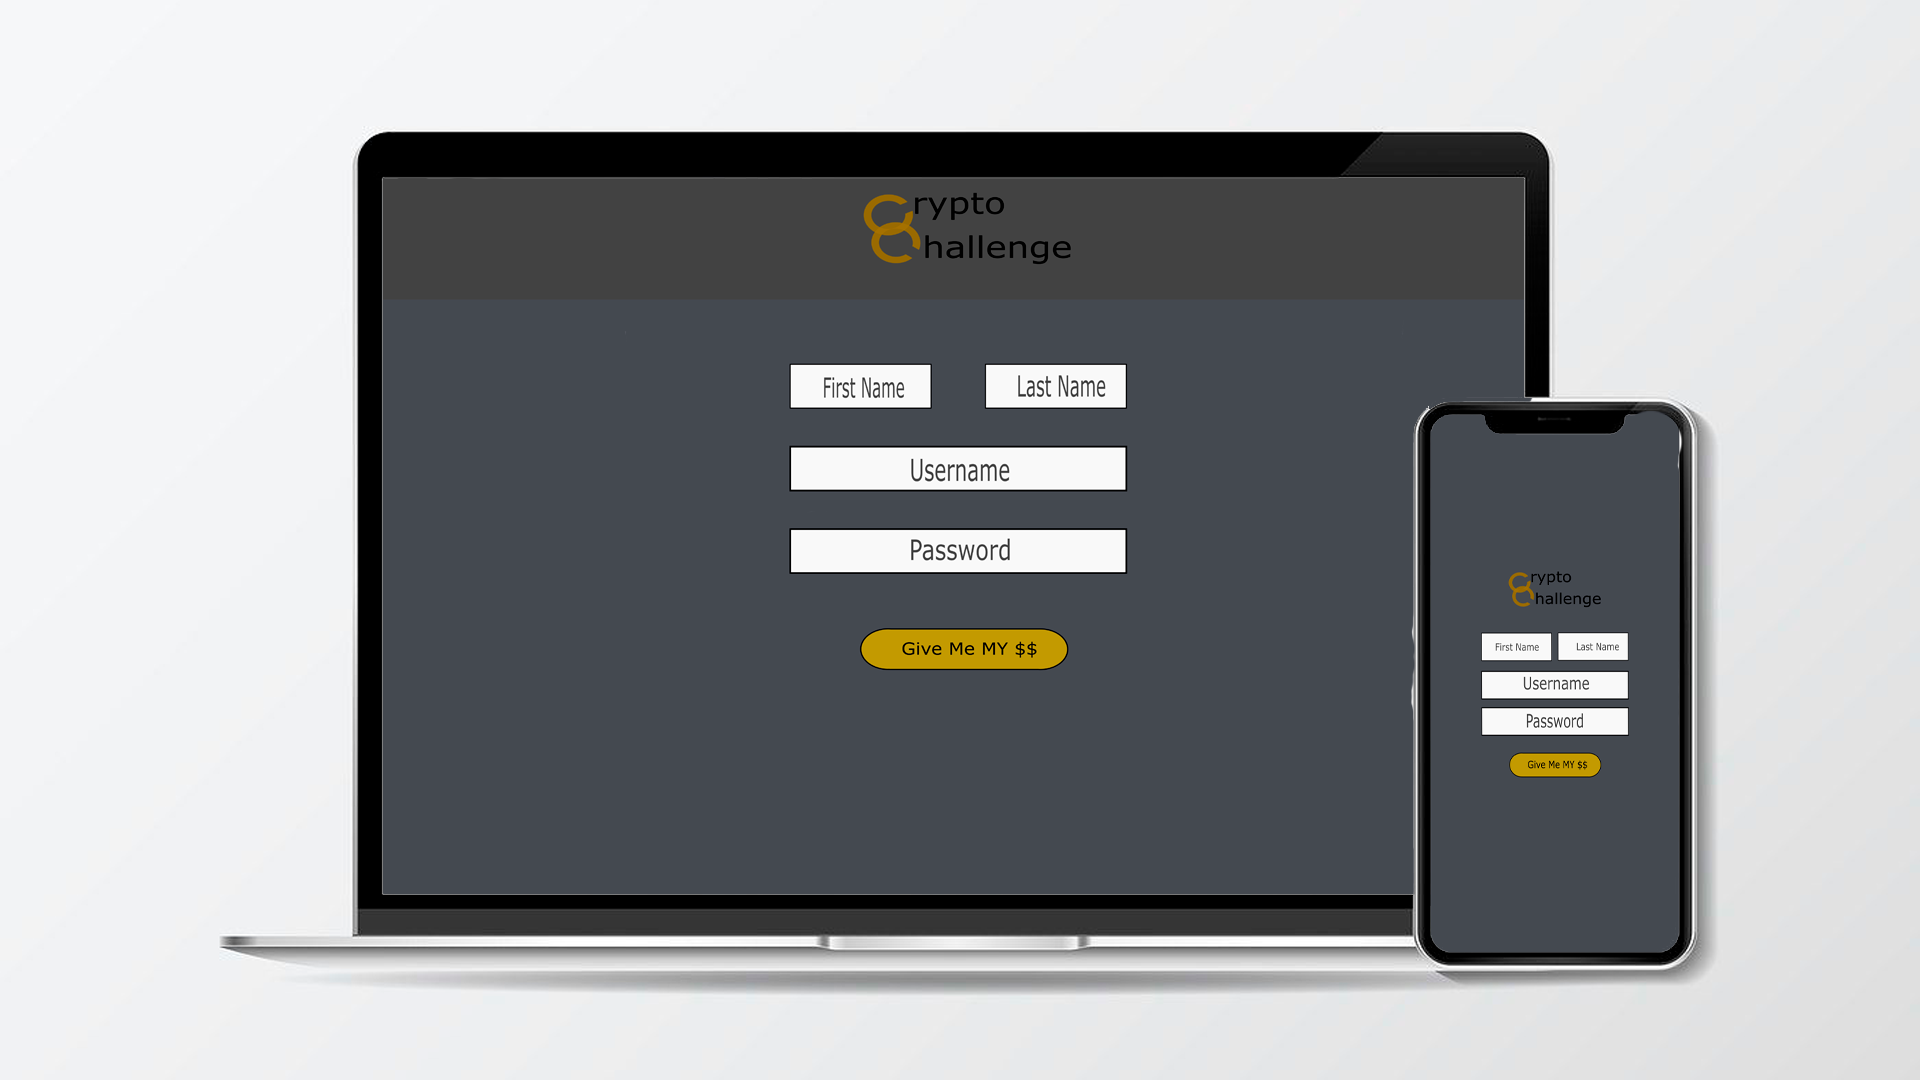 Crypto
Challenge
First Name
Last Name
Username
Password
Give Me MY $$
Crypto
Challenge
First Name
Last Name
Username
Password
Give Me MY $$